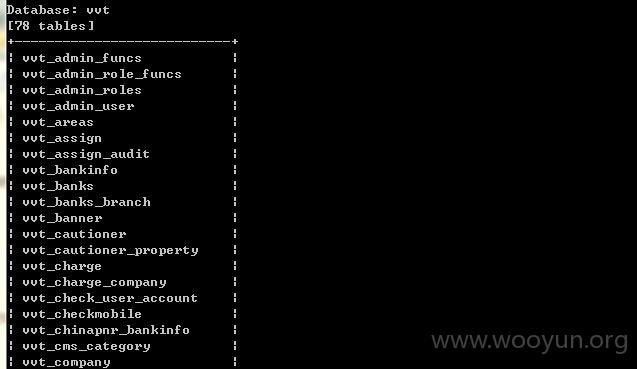 Database: vvt
[78 tables]
+---------------------------+
| vvt_admin_funcs |
| vvt_admin_role_funcs |
| vvt_admin_roles |
| vvt_admin_user |
| vvt_areas |
| vvt_assign |
| vvt_assign_audit |
| vvt_bankinfo |
| vvt_banks |
| vvt_banks_branch |
| vvt_banner |
| vvt_cautioner |
| vvt_cautioner_property |
| vvt_charge |
| vvt_charge_company |
| vvt_check_user_account |
| vvt_checkmobile |
| vvt_chinapnr_bankinfo |
| vvt_cms_category |
| vvt_company |
www.wooyun.org